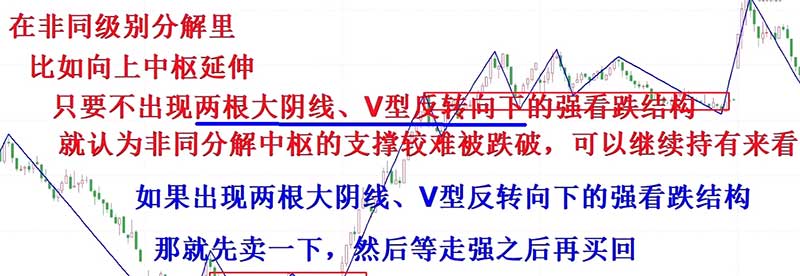 在非同级别分解里
比如向上中枢延伸
只要不出现两根大阴线、V型反转向下的强看跌结构
就认为非同分解中枢的支撑较难被跌破，可以继续持有来看
如果出现两根大阴线、V型反转向下的强看跌结构
那就先卖一下，然后等走强之后再买回